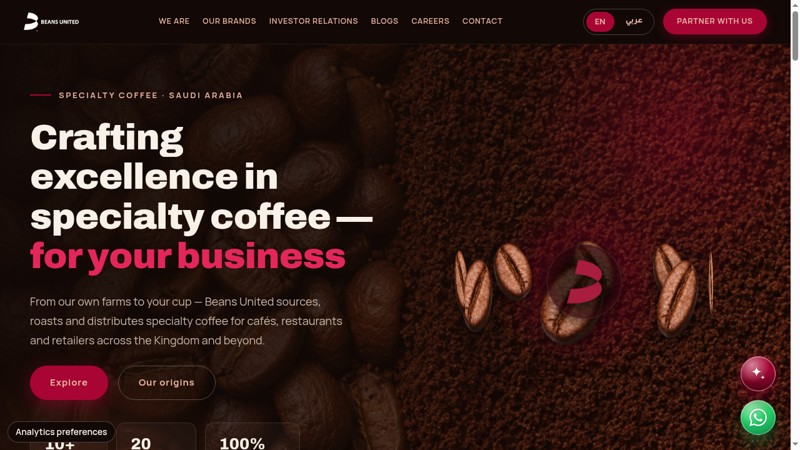 BEANS UNITED
WE ARE
OUR BRANDS
INVESTOR RELATIONS
BLOGS
CAREERS
CONTACT
EN
عربي
PARTNER WITH US
SPECIALTY COFFEE · SAUDI ARABIA
Crafting
excellence in
specialty coffee —
for your business
From our own farms to your cup — Beans United sources,
roasts and distributes specialty coffee for cafés, restaurants
and retailers across the Kingdom and beyond.
Explore
Our origins
Analytics preferences
10+
20
100%